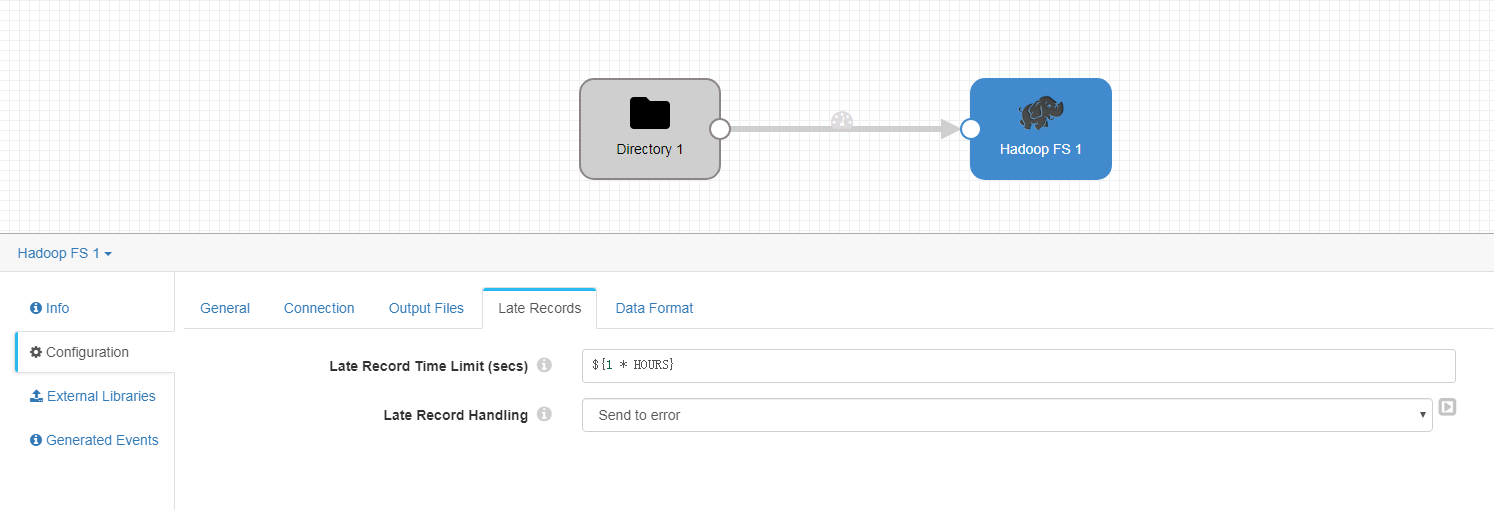 Directory 1
Hadoop FS 1
Hadoop FS 1
Info
Configuration
External Libraries
Generated Events
General Connection Output Files Late Records Data Format
Late Record Time Limit (secs) ${1 * HOURS}
Late Record Handling Send to error